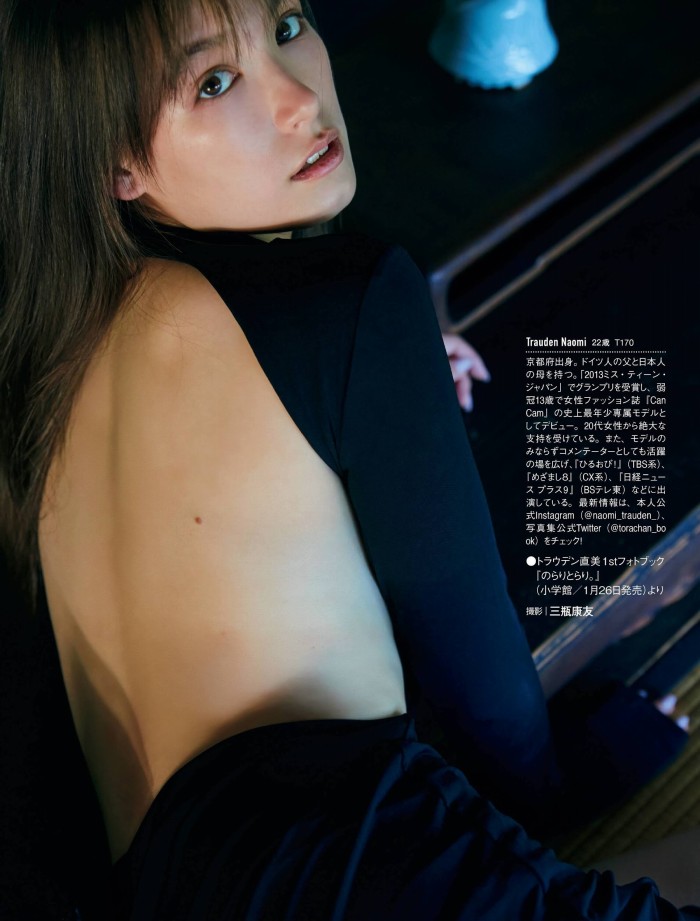 Trauden Naomi 22歳 T170
京都府出身。ドイツ人の父と日本人
の母を持つ。「2013ミス・ティーン・
ジャパン」でグランプリを受賞し、弱
冠13歳で女性ファッション誌『Can
Cam』の史上最年少専属モデルと
してデビュー。20代女性から絶大な
支持を受けている。また、モデルの
みならずコメンテーターとしても活躍
の場を広げ、『ひるおび!』(TBS系)、
『めざまし8』(CX系)、『日経ニュー
ス プラス9』(BSテレ東)などに出
演している。最新情報は、本人公
式Instagram(@naomi_trauden_)、
写真集公式Twitter(@torachan_bo
ok)をチェック!
●トラウデン直美1stフォトブック
『のらりとらり。』
(小学館/1月26日発売)より
撮影|三瓶康友